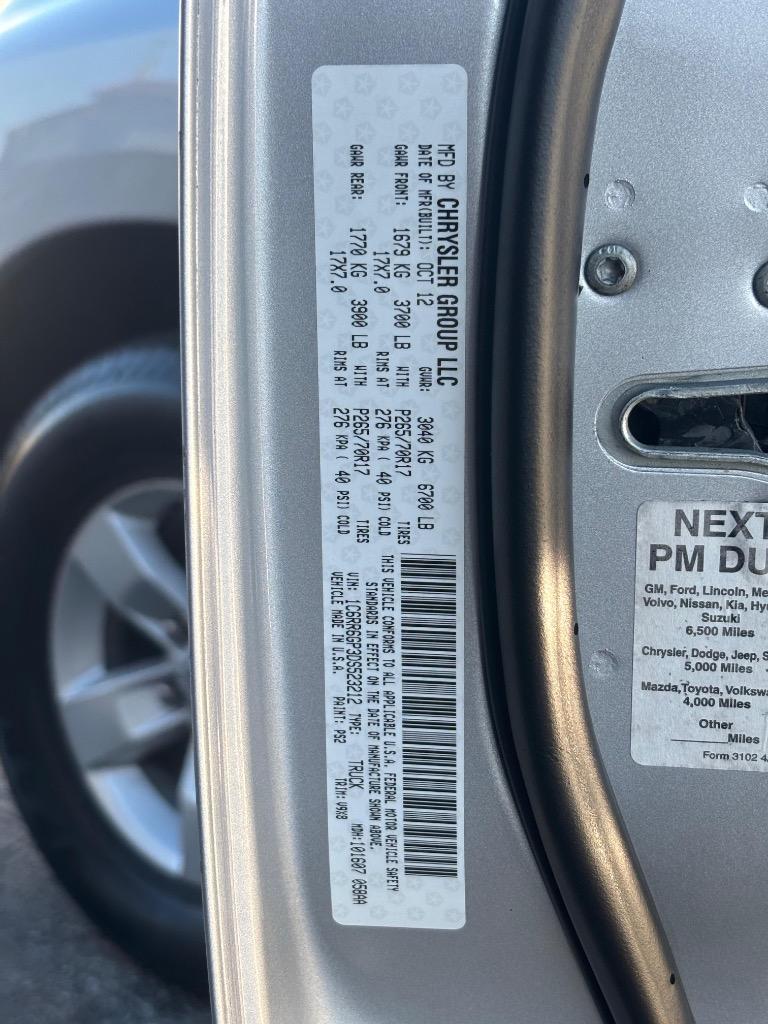 MFD BY CHRYSLER GROUP LLC
DATE OF MFR(BUILT): OCT 12 GVWR: 3040 KG 6700 LB
GAWR FRONT: 1679 KG 3700 LB WITH P265/70R17 TIRES
17X7.0 RIMS AT 276 KPA ( 40 PSI) COLD
GAWR REAR: 1770 KG 3900 LB WITH P265/70R17 TIRES
17X7.0 RIMS AT 276 KPA ( 40 PSI) COLD
THIS VEHICLE CONFORMS TO ALL APPLICABLE U.S.A. FEDERAL MOTOR VEHICLE SAFETY
STANDARDS IN EFFECT ON THE DATE OF MANUFACTURE SHOWN ABOVE.
VIN: 1C6RR6GP3DS523212 TYPE: TRUCK MDH:101607 058AA
VEHICLE MADE IN U.S.A. PAINT: PS2 TRIM: V9X8
NEXT
PM DU
GM, Ford, Lincoln, Me
Volvo, Nissan, Kia, Hyu
Suzuki
6,500 Miles
Chrysler, Dodge, Jeep, S
5,000 Miles
Mazda,Toyota, Volksw
4,000 Miles
Other
Miles
Form 3102 4